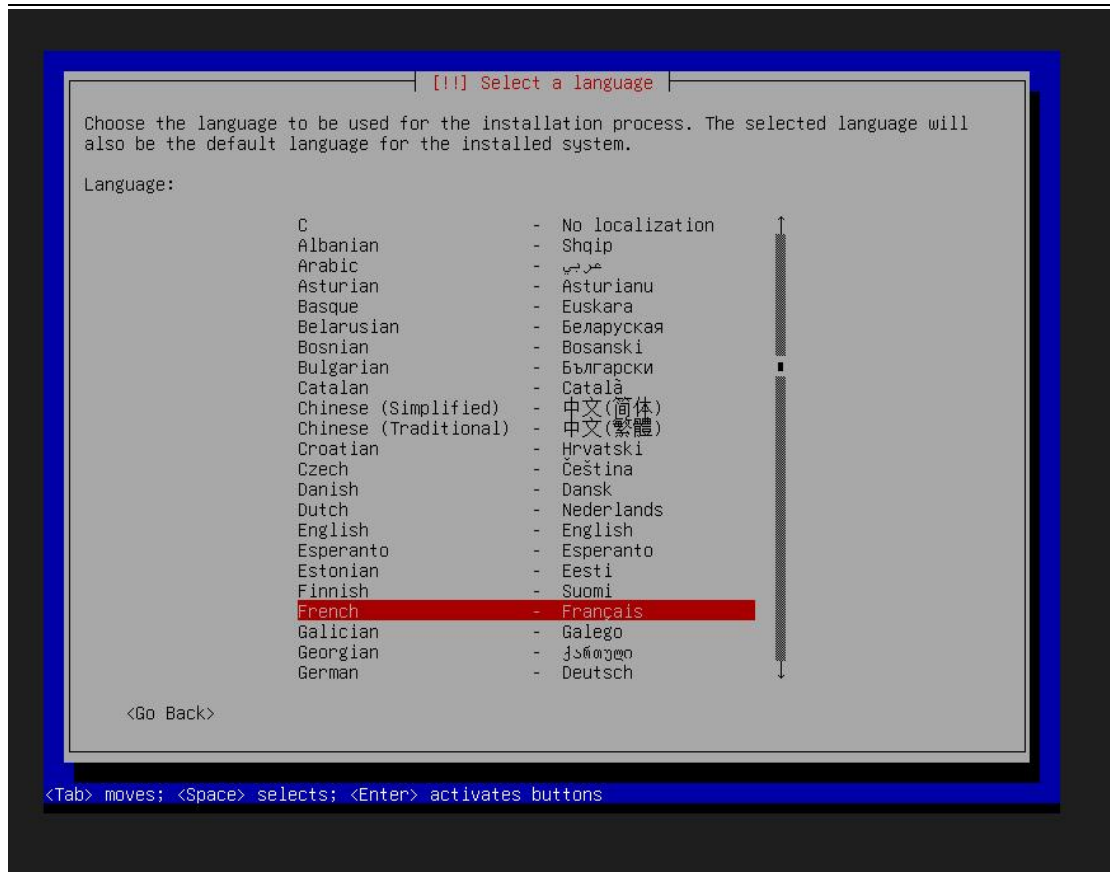 [!!] Select a language
Choose the language to be used for the installation process. The selected language will
also be the default language for the installed system.
Language:
C - No localization
Albanian - Shqip
Arabic - عربي
Asturian - Asturianu
Basque - Euskara
Belarusian - Беларуская
Bosnian - Bosanski
Bulgarian - Български
Catalan - Català
Chinese (Simplified) - 中文(简体)
Chinese (Traditional) - 中文(繁體)
Croatian - Hrvatski
Czech - Čeština
Danish - Dansk
Dutch - Nederlands
English - English
Esperanto - Esperanto
Estonian - Eesti
Finnish - Suomi
French - Français
Galician - Galego
Georgian - ქართული
German - Deutsch
<Go Back>
<Tab> moves; <Space> selects; <Enter> activates buttons